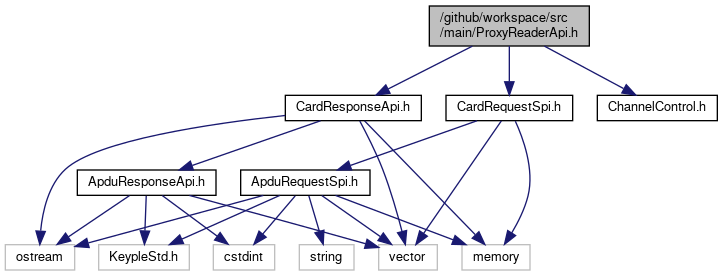 /github/workspace/src
/main/ProxyReaderApi.h
CardResponseApi.h
CardRequestSpi.h
ChannelControl.h
ApduResponseApi.h
ApduRequestSpi.h
ostream
KeypleStd.h
cstdint
string
vector
memory